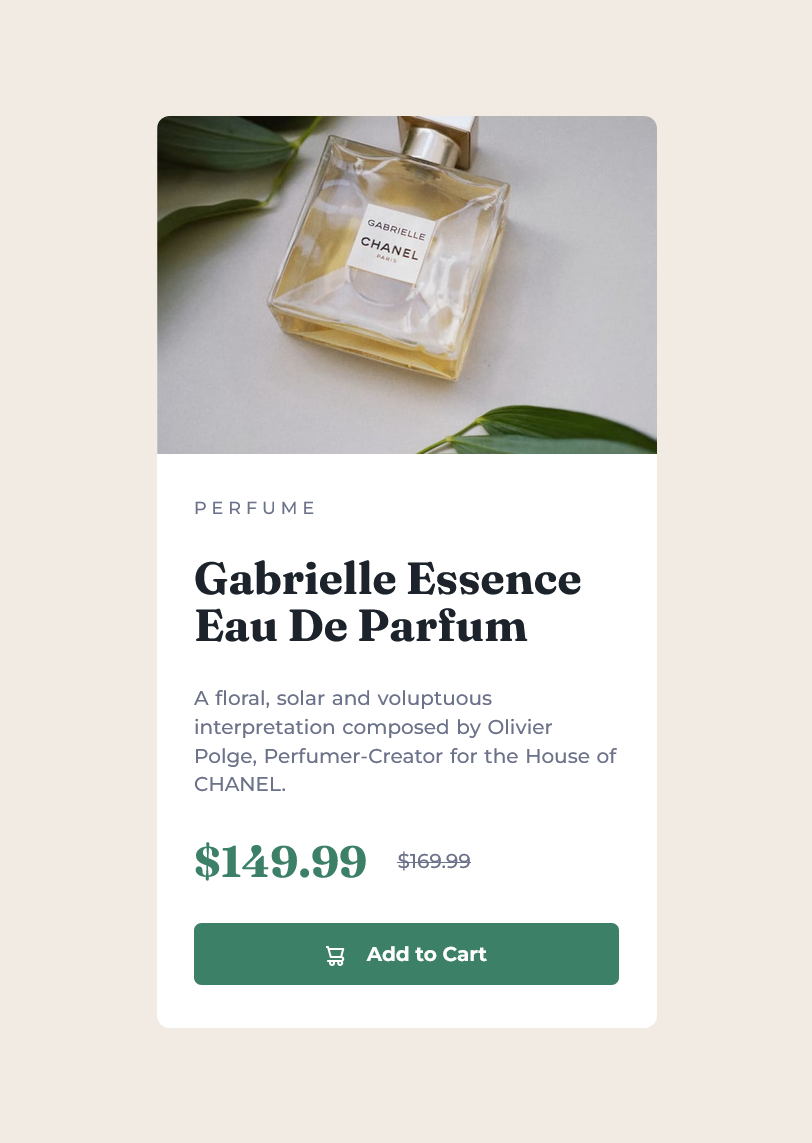 GABRIELLE
CHANEL
PARIS
PERFUME
Gabrielle Essence
Eau De Parfum
A floral, solar and voluptuous
interpretation composed by Olivier
Polge, Perfumer-Creator for the House of
CHANEL.
$149.99 $169.99
Add to Cart